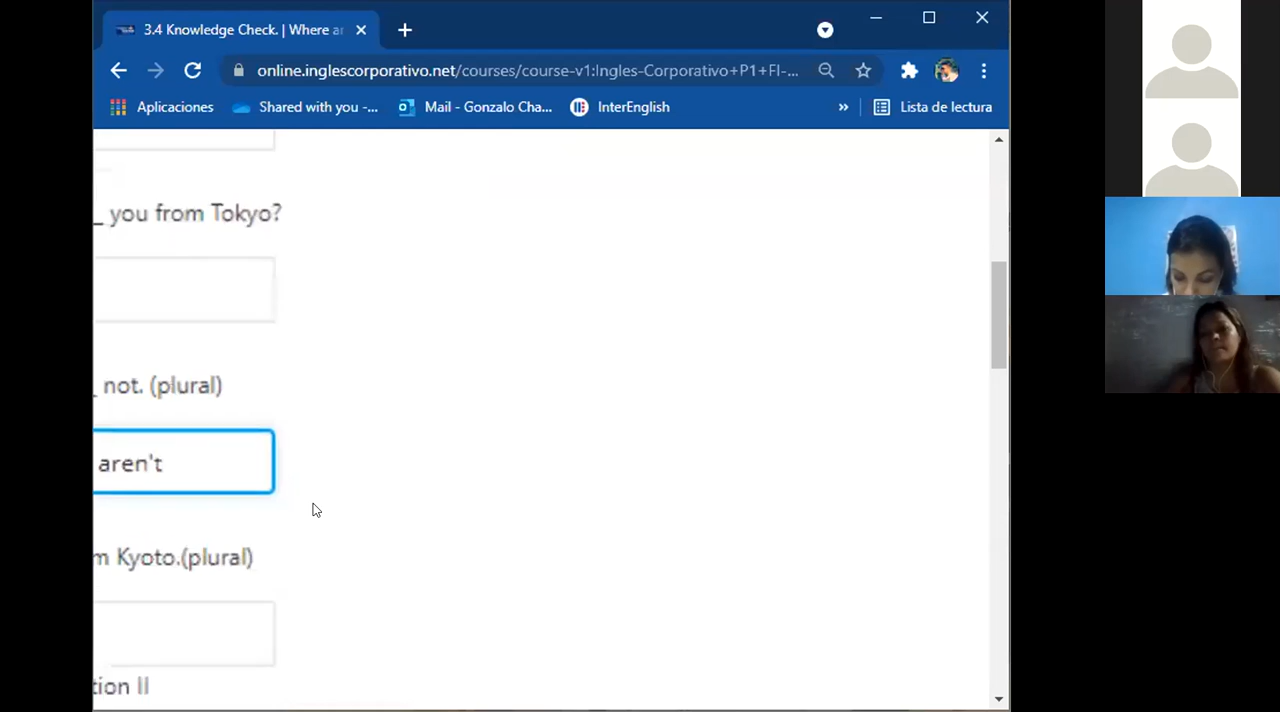 3.4 Knowledge Check. | Where ar
online.inglescorporativo.net/courses/course-v1:Ingles-Corporativo+P1+FI-...
Aplicaciones Shared with you -... Mail - Gonzalo Cha... InterEnglish » Lista de lectura
_ you from Tokyo?
_ not. (plural)
aren't
m Kyoto.(plural)
tion II